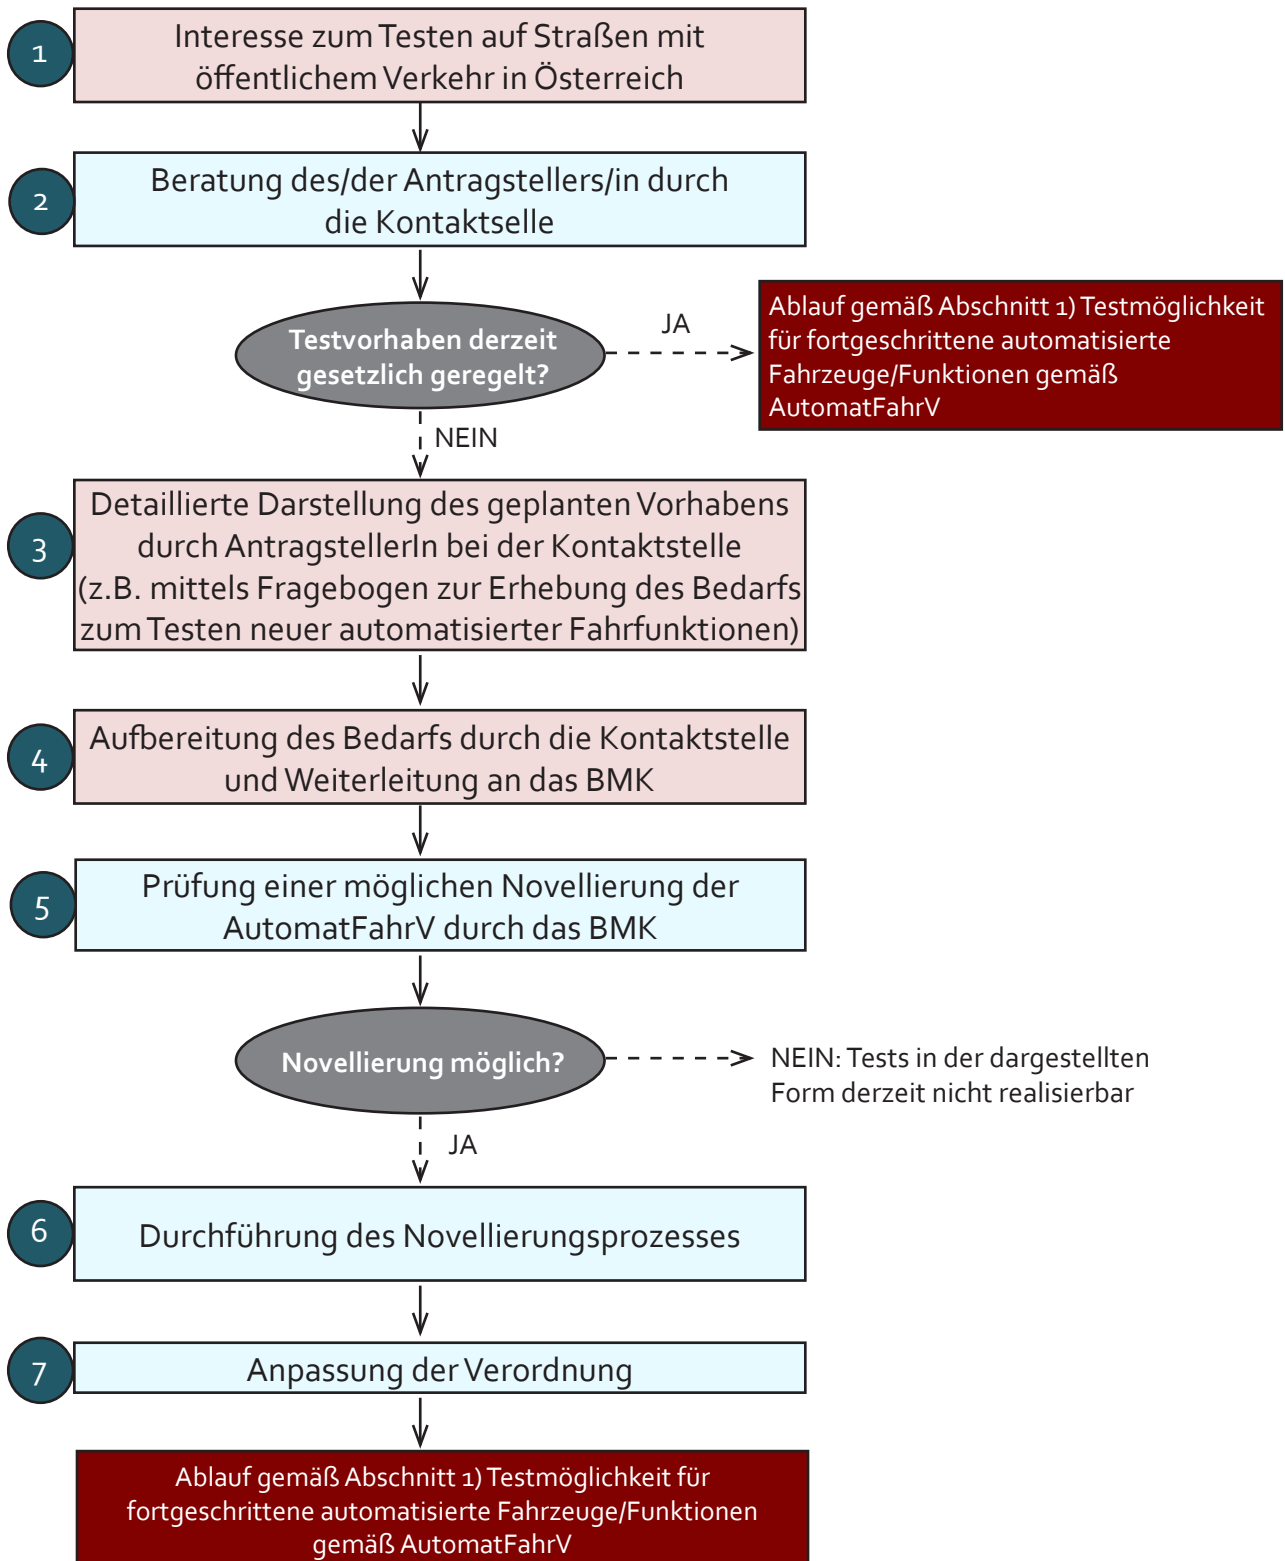 1
Interesse zum Testen auf Straßen mit
öffentlichem Verkehr in Österreich
2
Beratung des/der Antragstellers/in durch
die Kontaktselle
Testvorhaben derzeit
gesetzlich geregelt?
JA
Ablauf gemäß Abschnitt 1) Testmöglichkeit
für fortgeschrittene automatisierte
Fahrzeuge/Funktionen gemäß
AutomatFahrV
NEIN
3
Detaillierte Darstellung des geplanten Vorhabens
durch AntragstellerIn bei der Kontaktstelle
(z.B. mittels Fragebogen zur Erhebung des Bedarfs
zum Testen neuer automatisierter Fahrfunktionen)
4
Aufbereitung des Bedarfs durch die Kontaktstelle
und Weiterleitung an das BMK
5
Prüfung einer möglichen Novellierung der
AutomatFahrV durch das BMK
Novellierung möglich?
NEIN: Tests in der dargestellten
Form derzeit nicht realisierbar
JA
6
Durchführung des Novellierungsprozesses
7
Anpassung der Verordnung
Ablauf gemäß Abschnitt 1) Testmöglichkeit für
fortgeschrittene automatisierte Fahrzeuge/Funktionen
gemäß AutomatFahrV